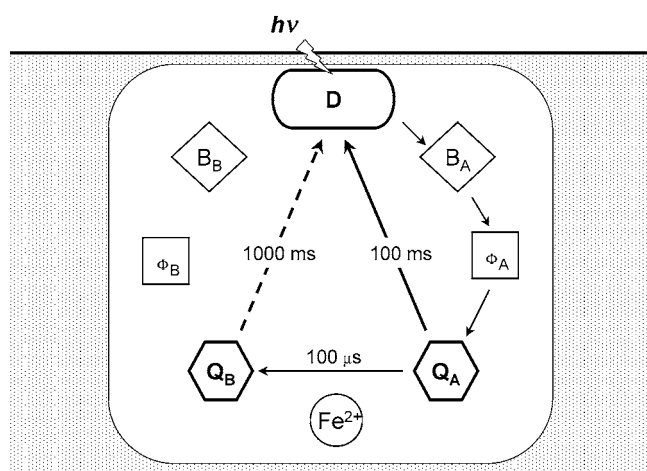 hν
D
B_B
B_A
Φ_B
1000 ms
100 ms
Φ_A
100 μs
Q_B
Q_A
Fe²⁺